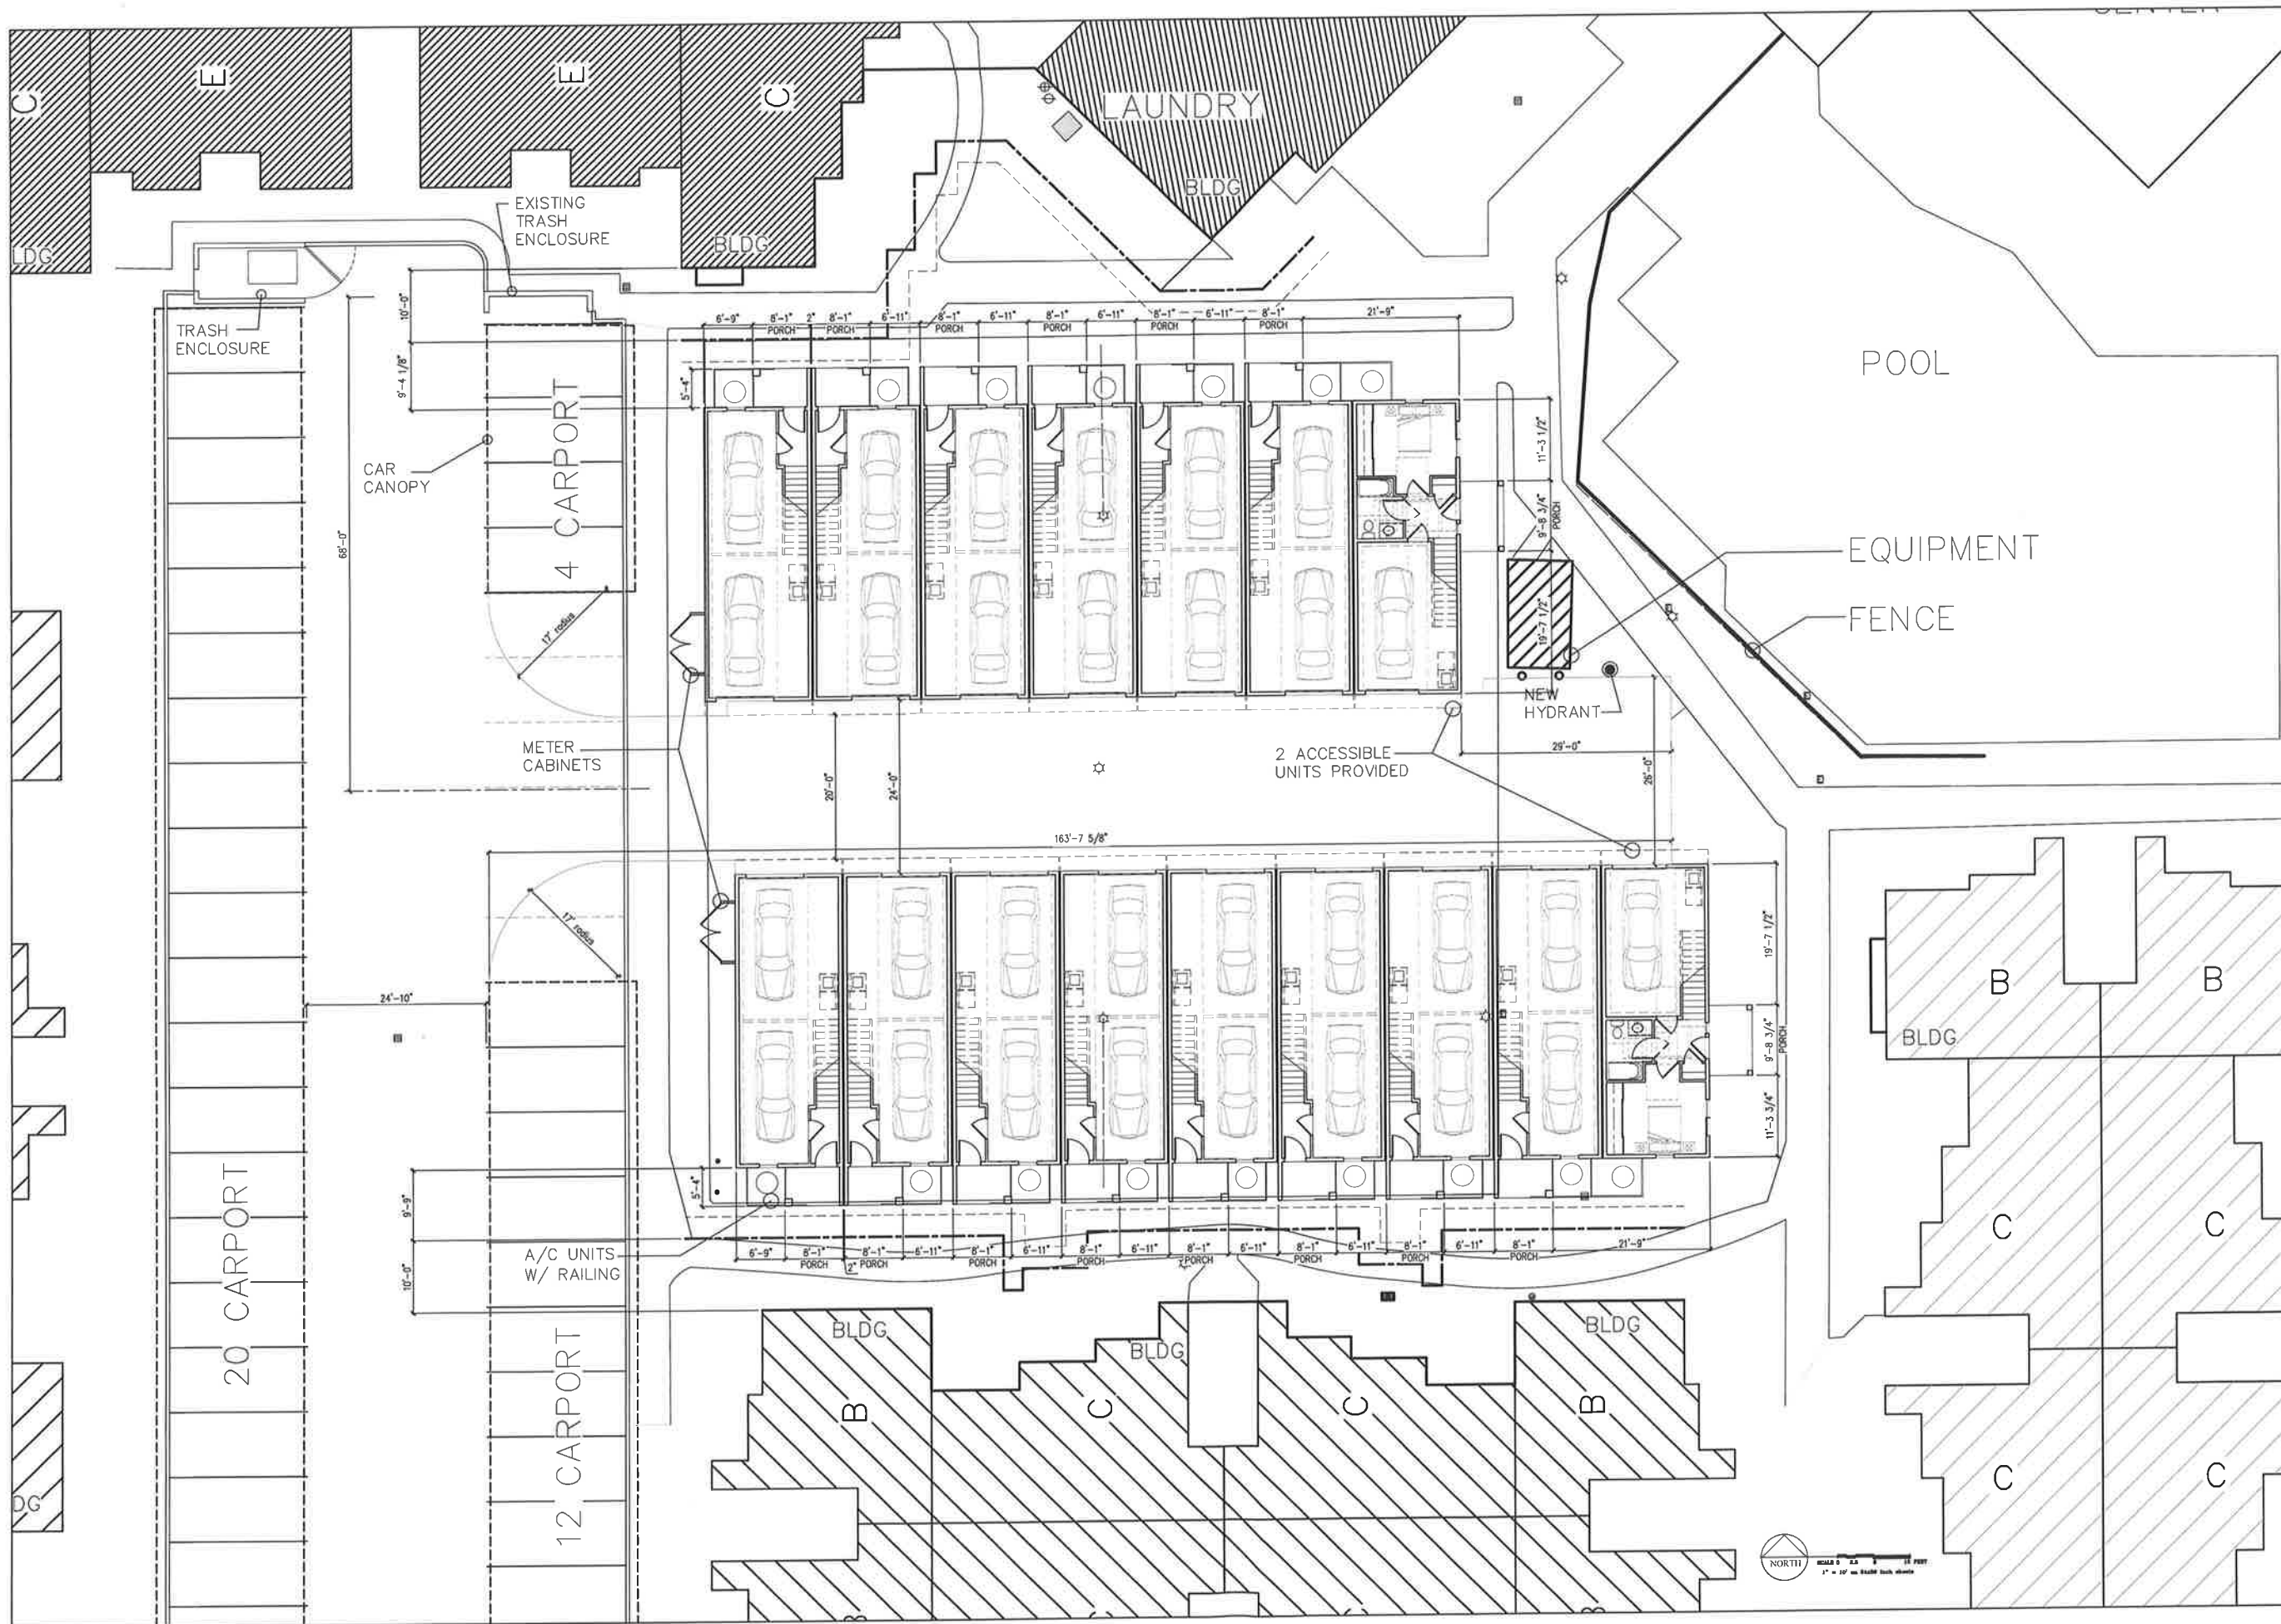 CENTER
C
E
E
C
LAUNDRY
BLDG
EXISTING
TRASH
ENCLOSURE
BLDG
LDG
TRASH
ENCLOSURE
10'-0"
9'-4 1/8"
68'-0"
CAR
CANOPY
4 CARPORT
17' radius
6'-9"
8'-1"
PORCH
2"
8'-1"
PORCH
6'-11"
8'-1"
PORCH
6'-11"
8'-1"
PORCH
6'-11"
8'-1"
PORCH
6'-11"
8'-1"
PORCH
21'-9"
5'-4"
11'-3 1/2"
9'-8 3/4"
PORCH
19'-7 1/2"
POOL
EQUIPMENT
FENCE
NEW
HYDRANT
METER
CABINETS
2 ACCESSIBLE
UNITS PROVIDED
29'-0"
20'-0"
24'-0"
26'-0"
163'-7 5/8"
17' radius
24'-10"
19'-7 1/2"
9'-8 3/4"
PORCH
11'-3 3/4"
B
B
BLDG
20 CARPORT
12 CARPORT
9'-9"
10'-0"
5'-4"
A/C UNITS
W/ RAILING
6'-9"
8'-1"
PORCH
2"
8'-1"
PORCH
6'-11"
8'-1"
PORCH
6'-11"
8'-1"
PORCH
6'-11"
8'-1"
PORCH
6'-11"
8'-1"
PORCH
6'-11"
8'-1"
PORCH
6'-11"
8'-1"
PORCH
21'-9"
C
C
BLDG
BLDG
BLDG
B
C
C
B
C
C
DG
B
C
C
B
NORTH
SCALE 0
16 FEET